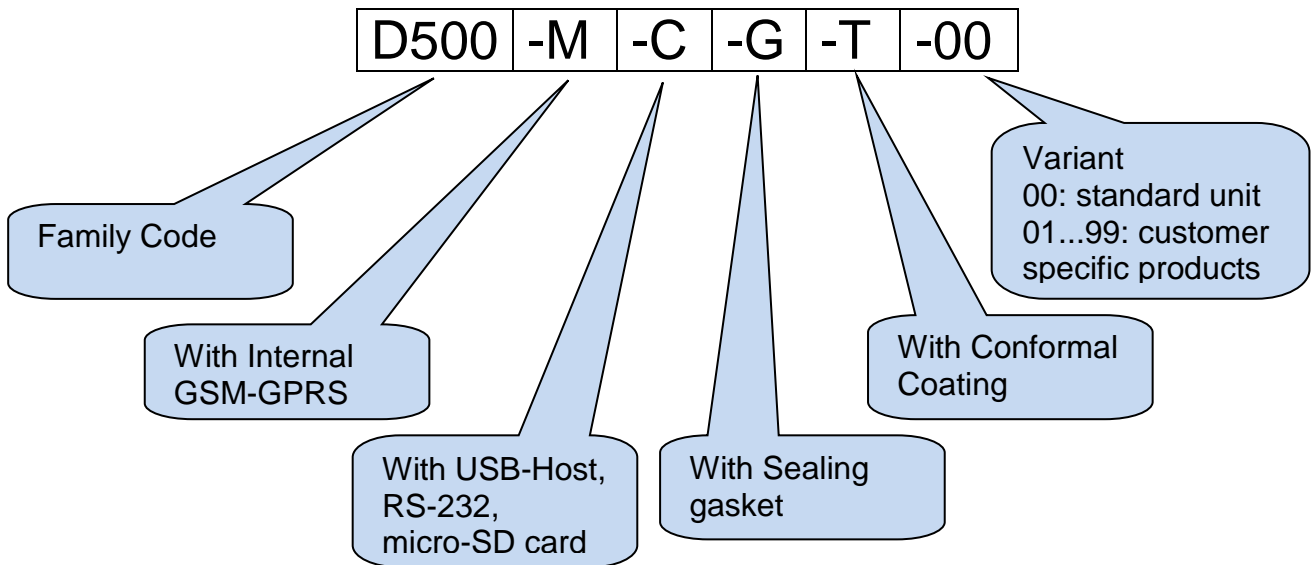 D500 -M -C -G -T -00
Variant
00: standard unit
01...99: customer
specific products
Family Code
With Internal
GSM-GPRS
With Conformal
Coating
With USB-Host,
RS-232,
micro-SD card
With Sealing
gasket